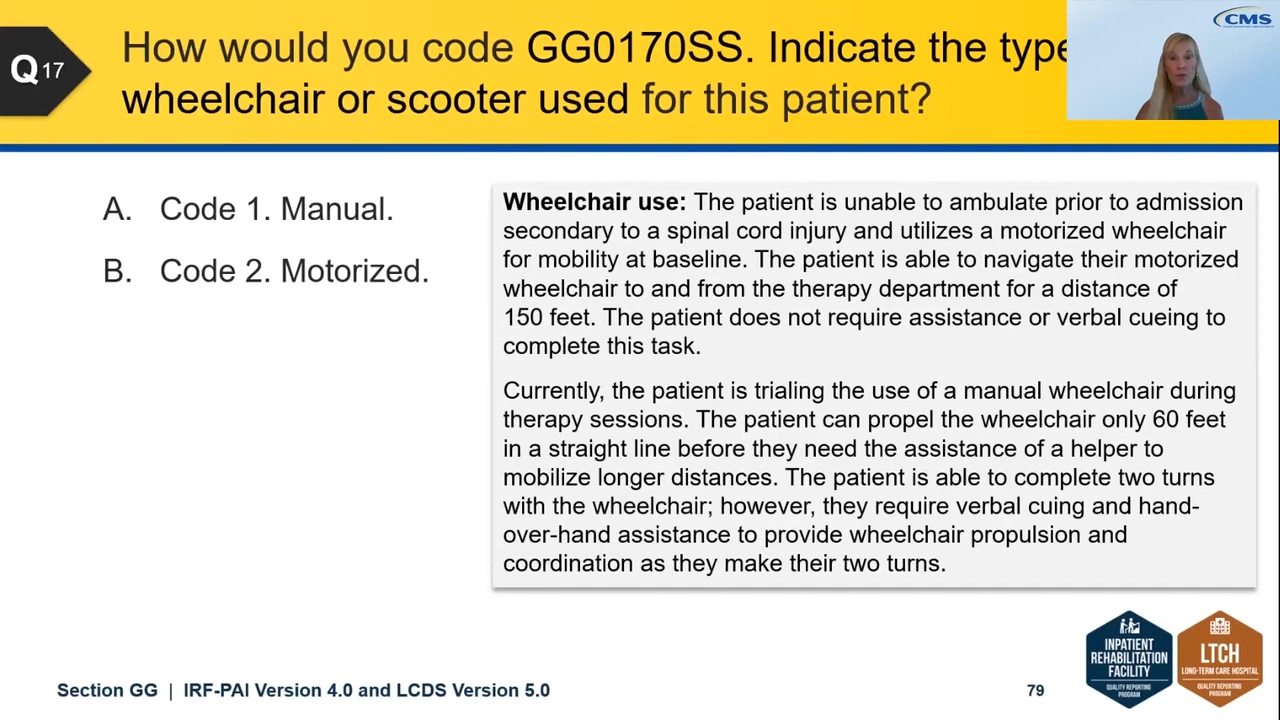 Q17
How would you code GG0170SS. Indicate the type
wheelchair or scooter used for this patient?
CMS
A. Code 1. Manual.
B. Code 2. Motorized.
Wheelchair use: The patient is unable to ambulate prior to admission
secondary to a spinal cord injury and utilizes a motorized wheelchair
for mobility at baseline. The patient is able to navigate their motorized
wheelchair to and from the therapy department for a distance of
150 feet. The patient does not require assistance or verbal cueing to
complete this task.
Currently, the patient is trialing the use of a manual wheelchair during
therapy sessions. The patient can propel the wheelchair only 60 feet
in a straight line before they need the assistance of a helper to
mobilize longer distances. The patient is able to complete two turns
with the wheelchair; however, they require verbal cuing and hand-
over-hand assistance to provide wheelchair propulsion and
coordination as they make their two turns.
INPATIENT
REHABILITATION
FACILITY
QUALITY REPORTING
PROGRAM
LTCH
LONG-TERM CARE HOSPITAL
QUALITY REPORTING
PROGRAM
Section GG | IRF-PAI Version 4.0 and LCDS Version 5.0
79